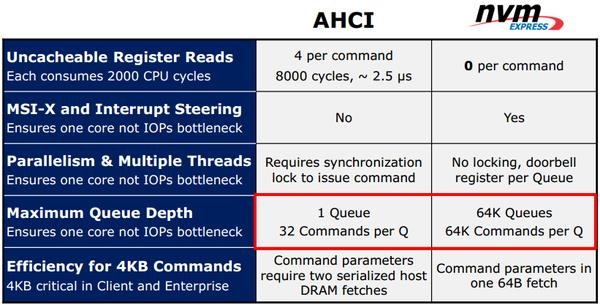 AHCI
nvm
EXPRESS
Uncacheable Register Reads
Each consumes 2000 CPU cycles
4 per command
8000 cycles, ~ 2.5 µs
0 per command
MSI-X and Interrupt Steering
Ensures one core not IOPs bottleneck
No
Yes
Parallelism & Multiple Threads
Ensures one core not IOPs bottleneck
Requires synchronization
lock to issue command
No locking, doorbell
register per Queue
Maximum Queue Depth
Ensures one core not IOPs bottleneck
1 Queue
32 Commands per Q
64K Queues
64K Commands per Q
Efficiency for 4KB Commands
4KB critical in Client and Enterprise
Command parameters
require two serialized host
DRAM fetches
Command parameters in
one 64B fetch